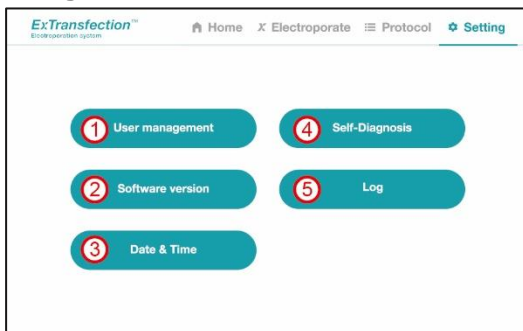 ExTransfection™
Electroporation system
Home
Electroporate
Protocol
Setting
1 User management
2 Software version
3 Date & Time
4 Self-Diagnosis
5 Log